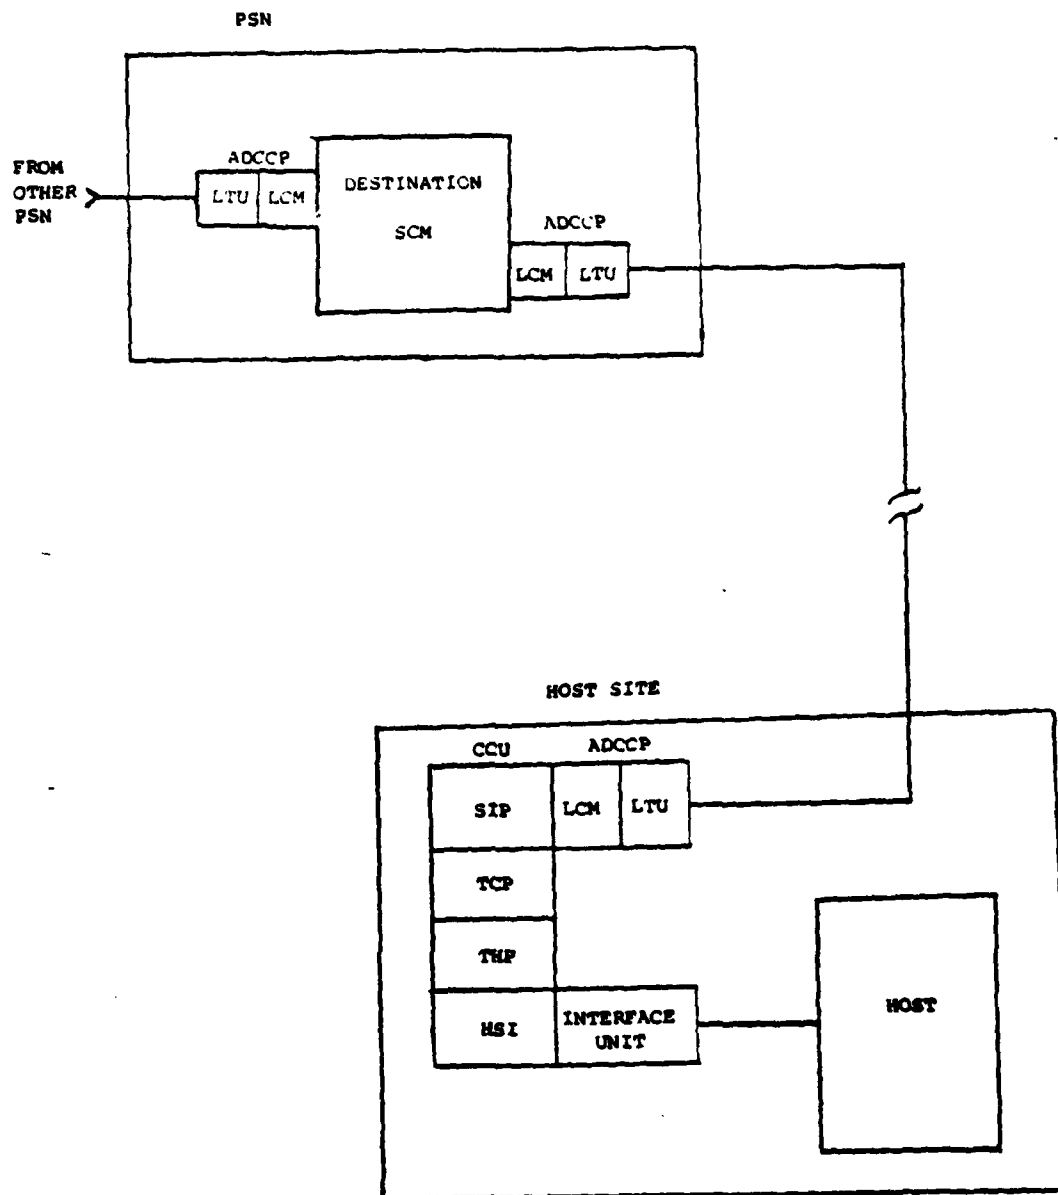 PSN
FROM
OTHER
PSN
ADCCP
LTU LCM
DESTINATION
SCM
ADCCP
LCM LTU
HOST SITE
CCU ADCCP
SIP LCM LTU
TCP
THP
HSI
INTERFACE
UNIT
HOST